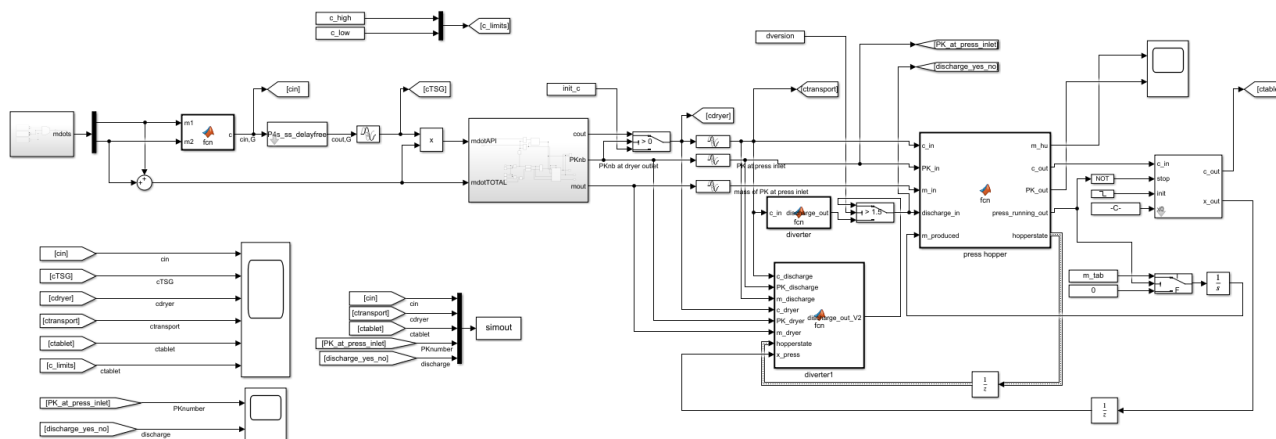 c_high
c_low
[c_limits]
dversion
[PK_at_press_inlet]
[discharge_yes_no]
[cin]
[cTSG]
init_c
[ctransport]
[cdryer]
mdots
m1
m2
fcn
c
cin,G
P4s_ss_delayfree
cout,G
x
mdotAPI
mdotTOTAL
cout
PKnb
mout
> 0
PKnb at dryer outlet
PK at press inlet
mass of PK at press inlet
c_in
discharge_out
fcn
diverter
> 1.5
c_in
PK_in
m_in
discharge_in
m_produced
fcn
m_hu
c_out
PK_out
press_running_out
hopperstate
press hopper
NOT
-C-
c_in
stop
init
c_out
x_out
m_tab
0
T
F
c_discharge
PK_discharge
m_discharge
c_dryer
PK_dryer
m_dryer
hopperstate
x_press
discharge_out_V2
fcn
diverter1
1
z
1
z
[cin]
cin
[cTSG]
cTSG
[cdryer]
cdryer
[ctransport]
ctransport
[ctablet]
ctablet
[c_limits]
ctablet
[PK_at_press_inlet]
PKnumber
[discharge_yes_no]
discharge
[cin]
cin
[ctransport]
cdryer
[ctablet]
ctablet
[PK_at_press_inlet]
PKnumber
[discharge_yes_no]
discharge
simout